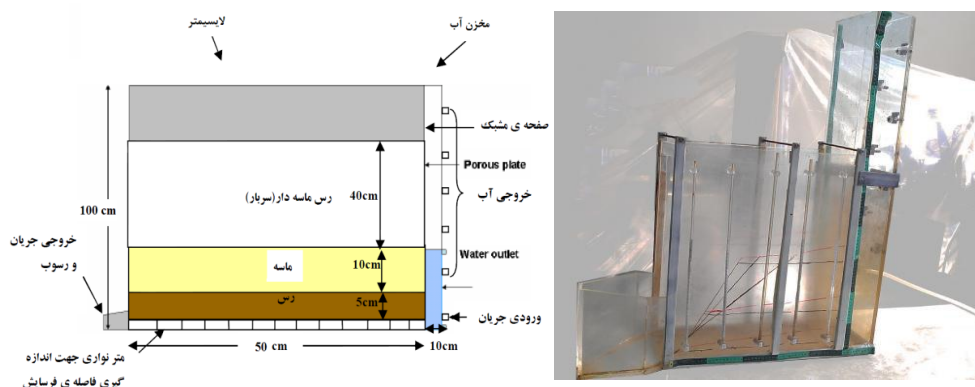 لایسیمتر
مخزن آب
صفحه ی مشبک
Porous plate
خروجی آب
100 cm
40cm
رس ماسه دار(سربار)
خروجی جریان
و رسوب
Water outlet
ماسه
10cm
رس
5cm
ورودی جریان
50 cm
10cm
متر نواری جهت اندازه
گیری فاصله ی فرسایش